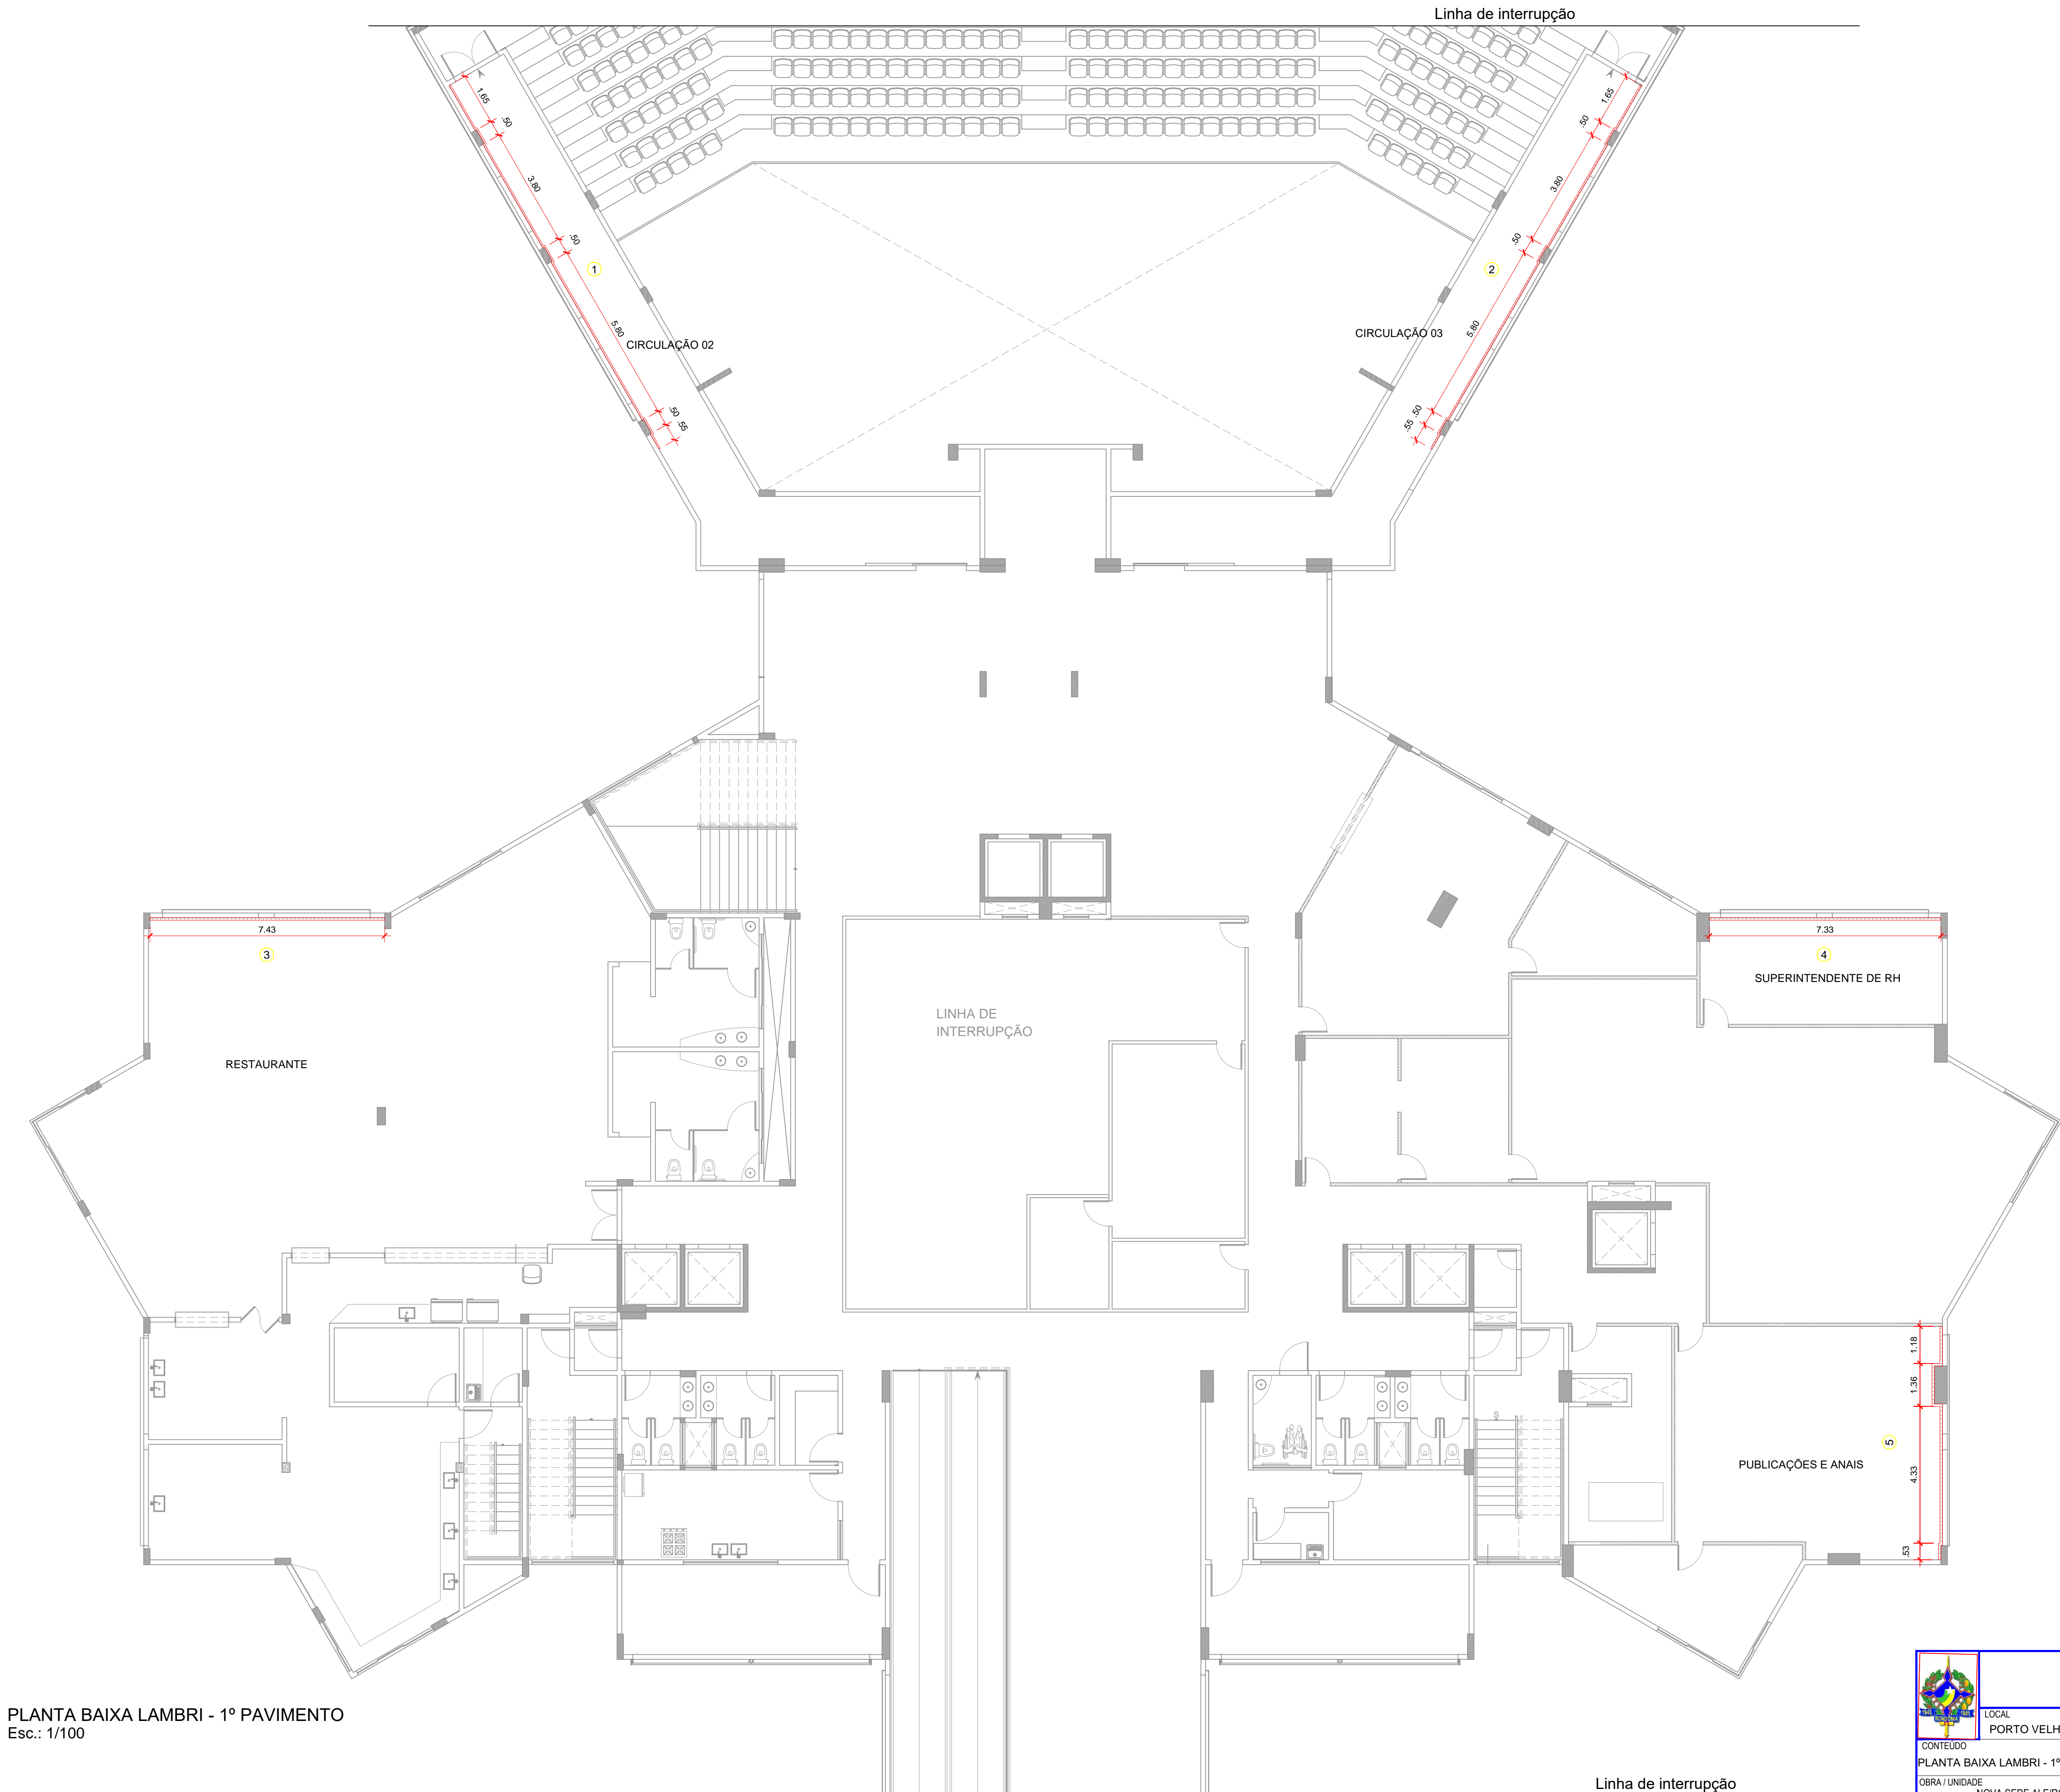 Linha de interrupção
1.65
.50
3.80
.50
1
5.80
CIRCULAÇÃO 02
.50
.55
1.65
.50
3.80
.50
2
5.80
CIRCULAÇÃO 03
.50
.55
7.43
3
RESTAURANTE
LINHA DE
INTERRUPÇÃO
7.33
4
SUPERINTENDENTE DE RH
1.18
1.36
5
4.33
PUBLICAÇÕES E ANAIS
.53
S
PLANTA BAIXA LAMBRI - 1º PAVIMENTO
Esc.: 1/100
1943
RONDÔNIA
1981
LOCAL
PORTO VELH
CONTEÚDO
PLANTA BAIXA LAMBRI - 1º
OBRA / UNIDADE
Linha de interrupção